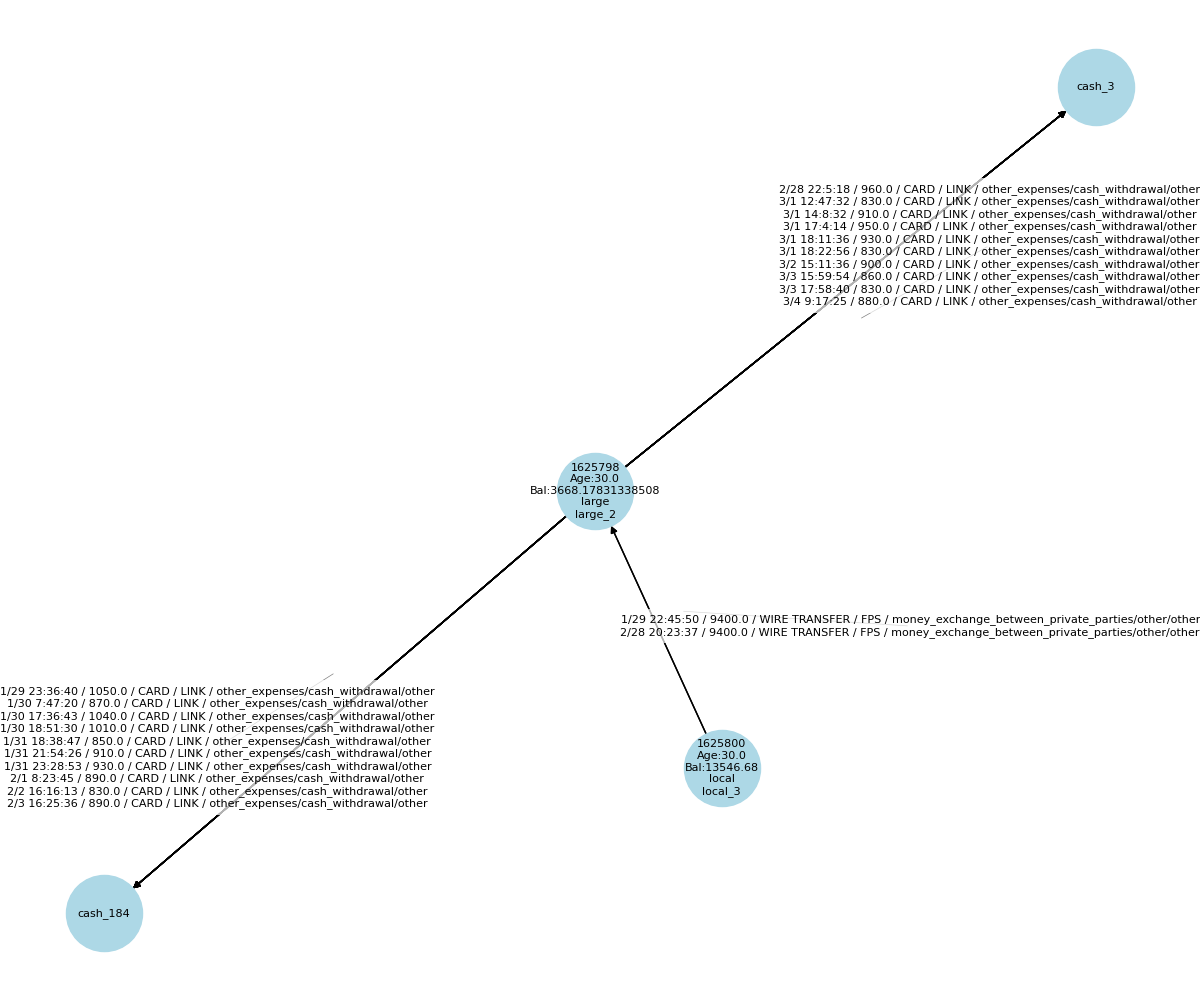 cash_3
2/28 22:5:18 / 960.0 / CARD / LINK / other_expenses/cash_withdrawal/other
3/1 12:47:32 / 830.0 / CARD / LINK / other_expenses/cash_withdrawal/other
3/1 14:8:32 / 910.0 / CARD / LINK / other_expenses/cash_withdrawal/other
3/1 17:4:14 / 950.0 / CARD / LINK / other_expenses/cash_withdrawal/other
3/1 18:11:36 / 930.0 / CARD / LINK / other_expenses/cash_withdrawal/other
3/1 18:22:56 / 830.0 / CARD / LINK / other_expenses/cash_withdrawal/other
3/2 15:11:36 / 900.0 / CARD / LINK / other_expenses/cash_withdrawal/other
3/3 15:59:54 / 860.0 / CARD / LINK / other_expenses/cash_withdrawal/other
3/3 17:58:40 / 830.0 / CARD / LINK / other_expenses/cash_withdrawal/other
3/4 9:17:25 / 880.0 / CARD / LINK / other_expenses/cash_withdrawal/other
1625798
Age:30.0
Bal:3668.17831338508
large
large_2
1/29 22:45:50 / 9400.0 / WIRE TRANSFER / FPS / money_exchange_between_private_parties/other/other
2/28 20:23:37 / 9400.0 / WIRE TRANSFER / FPS / money_exchange_between_private_parties/other/other
1/29 23:36:40 / 1050.0 / CARD / LINK / other_expenses/cash_withdrawal/other
1/30 7:47:20 / 870.0 / CARD / LINK / other_expenses/cash_withdrawal/other
1/30 17:36:43 / 1040.0 / CARD / LINK / other_expenses/cash_withdrawal/other
1/30 18:51:30 / 1010.0 / CARD / LINK / other_expenses/cash_withdrawal/other
1/31 18:38:47 / 850.0 / CARD / LINK / other_expenses/cash_withdrawal/other
1/31 21:54:26 / 910.0 / CARD / LINK / other_expenses/cash_withdrawal/other
1/31 23:28:53 / 930.0 / CARD / LINK / other_expenses/cash_withdrawal/other
2/1 8:23:45 / 890.0 / CARD / LINK / other_expenses/cash_withdrawal/other
2/2 16:16:13 / 830.0 / CARD / LINK / other_expenses/cash_withdrawal/other
2/3 16:25:36 / 890.0 / CARD / LINK / other_expenses/cash_withdrawal/other
1625800
Age:30.0
Bal:13546.68
local
local_3
cash_184